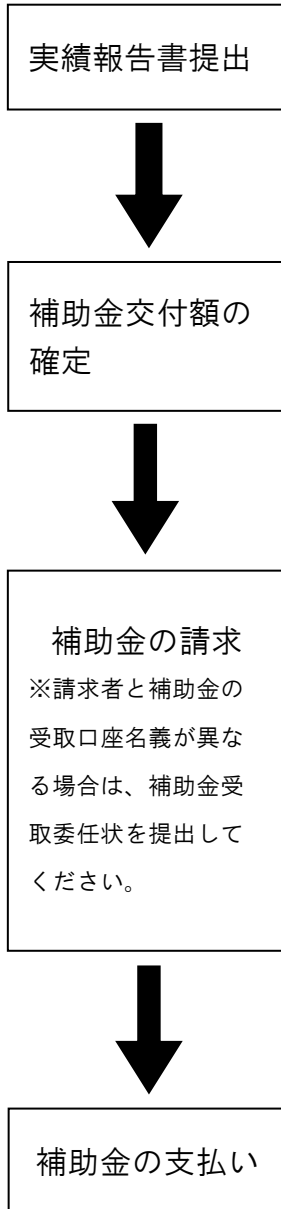 実績報告書提出
補助金交付額の
確定
補助金の請求
※請求者と補助金の
受取口座名義が異な
る場合は、補助金受
取委任状を提出して
ください。
補助金の支払い